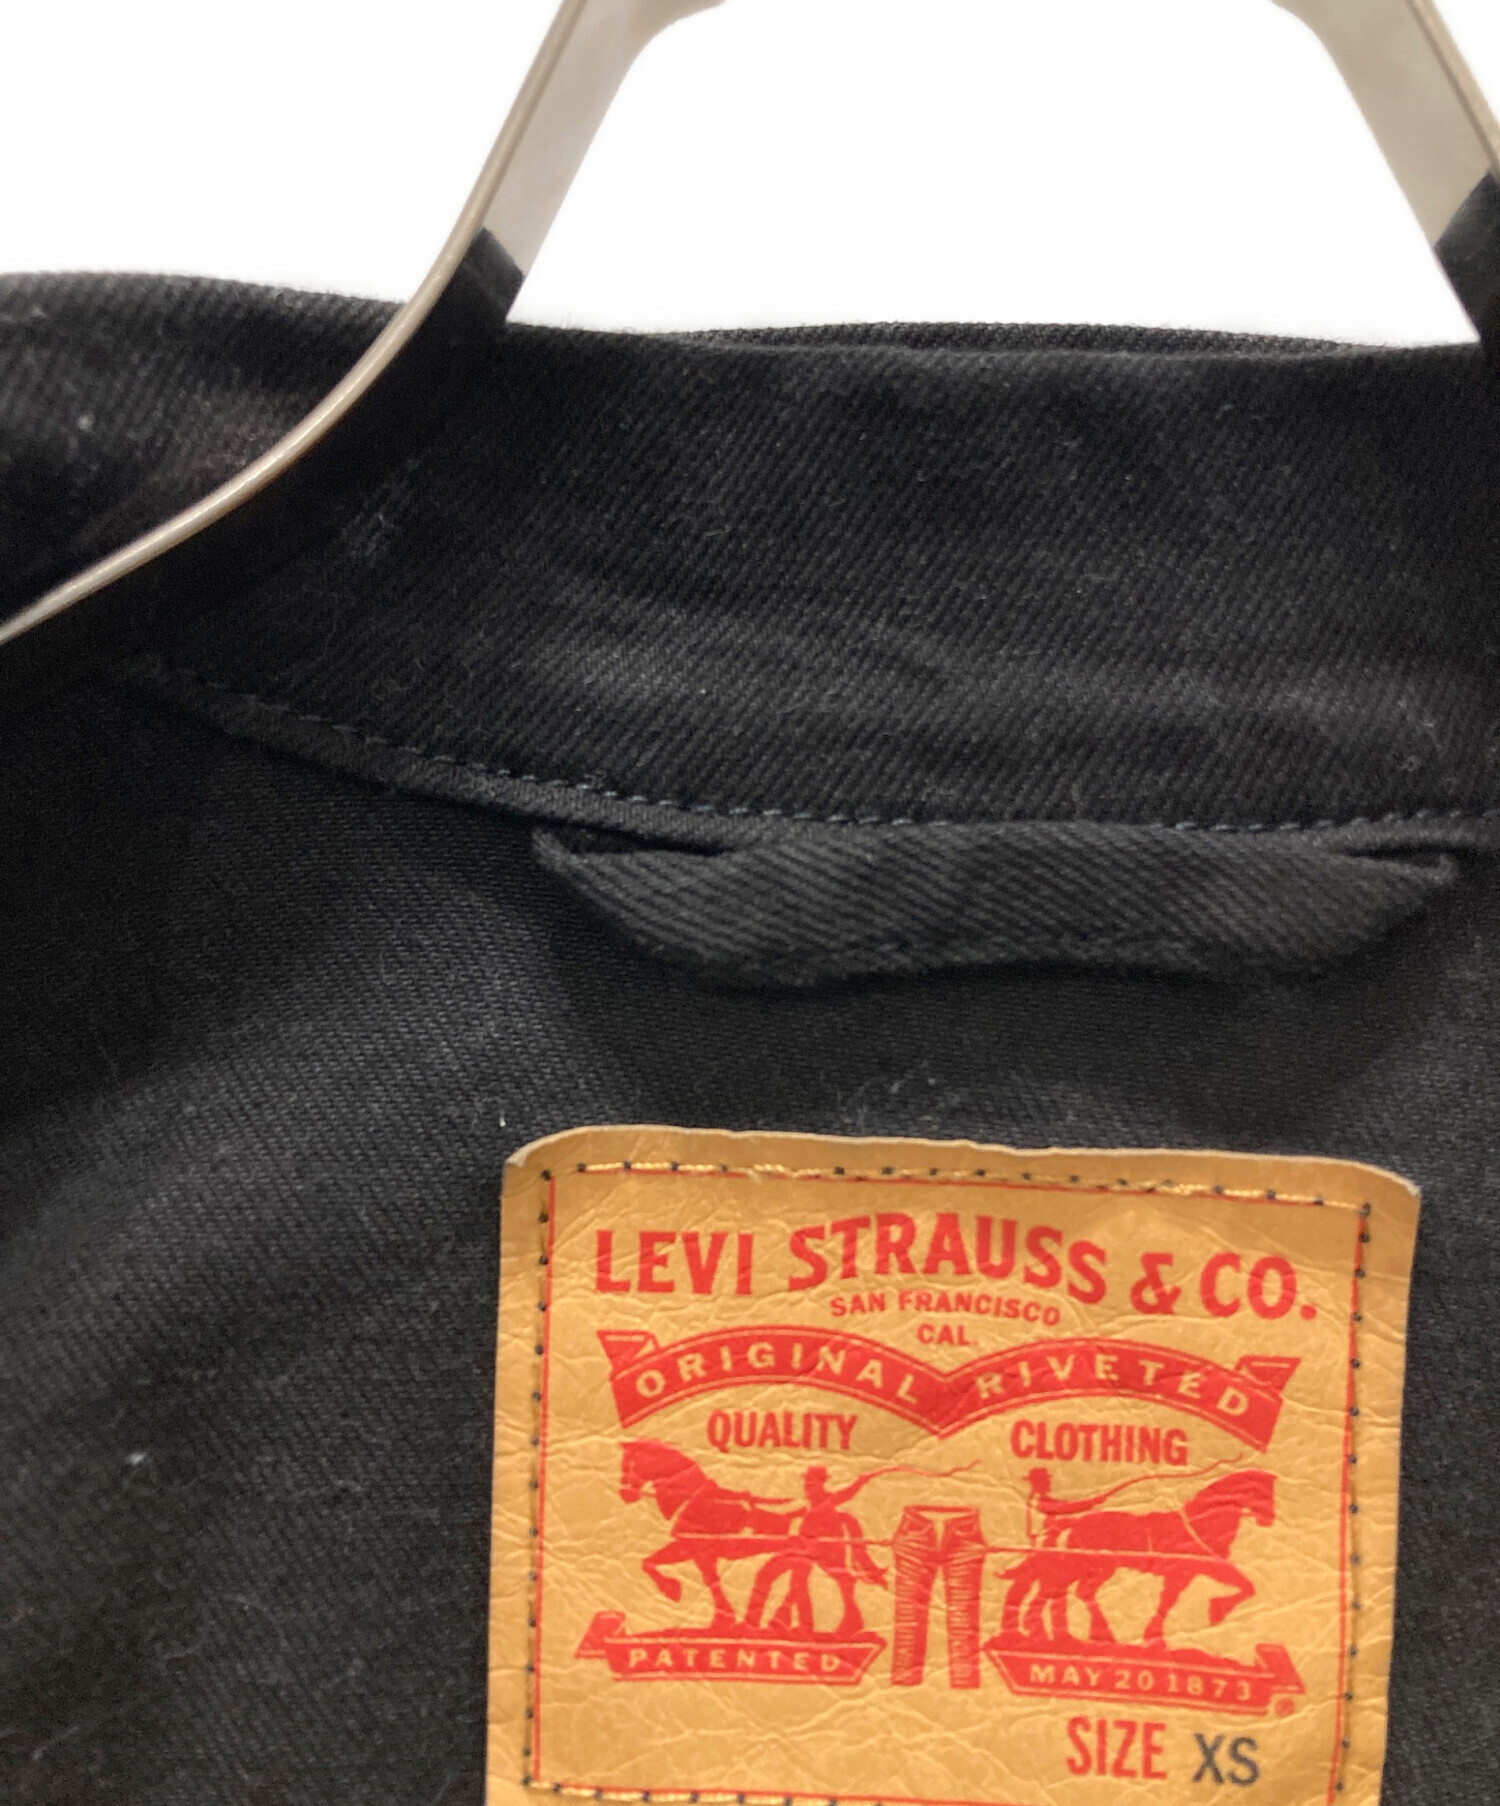 LEVI STRAUSS & CO.
SAN FRANCISCO
CAL.
ORIGINAL RIVETED
QUALITY CLOTHING
PATENTED MAY 20 1873
®
SIZE XS